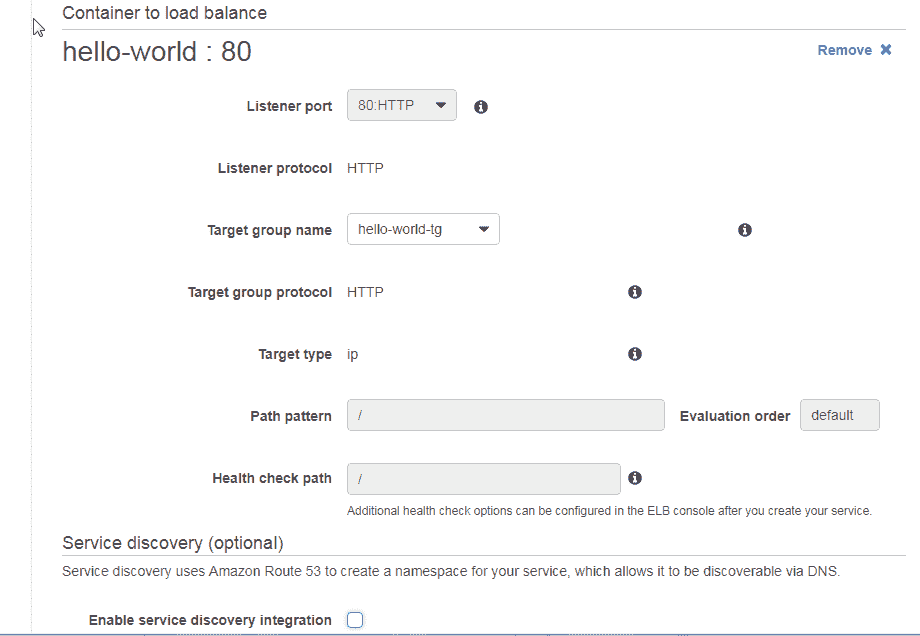 Container to load balance
hello-world : 80
Remove ✖
Listener port 80:HTTP
Listener protocol HTTP
Target group name hello-world-tg
Target group protocol HTTP
Target type ip
Path pattern / Evaluation order default
Health check path /
Additional health check options can be configured in the ELB console after you create your service.
Service discovery (optional)
Service discovery uses Amazon Route 53 to create a namespace for your service, which allows it to be discoverable via DNS.
Enable service discovery integration